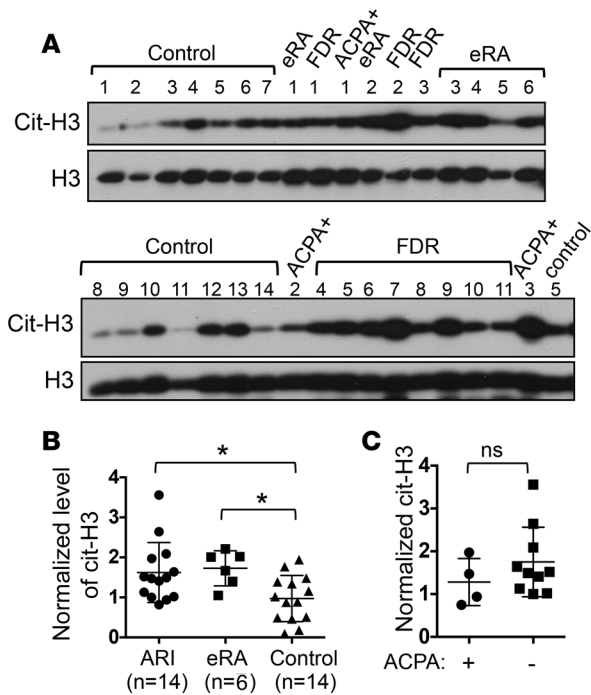 A
Control eRA FDR ACPA+ eRA FDR FDR eRA
1 2 3 4 5 6 7 1 1 1 2 2 3 3 4 5 6
Cit-H3
H3
Control ACPA+ FDR ACPA+ control
8 9 10 11 12 13 14 2 4 5 6 7 8 9 10 11 3 5
Cit-H3
H3
B
Normalized level
of cit-H3
4
3
2
1
0
*
*
ARI eRA Control
(n=14) (n=6) (n=14)
C
Normalized cit-H3
4
3
2
1
0
ns
ACPA: + -